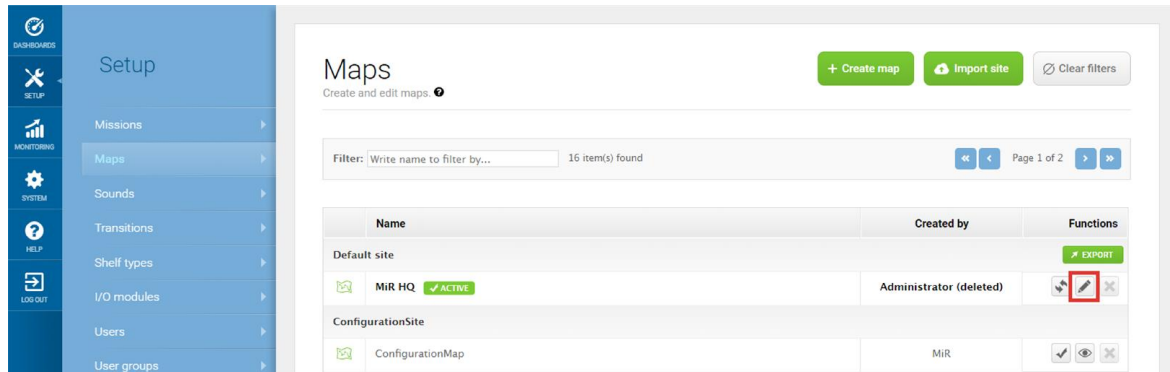 DASHBOARDS
SETUP
MONITORING
SYSTEM
HELP
LOG OUT
Setup
Missions
Maps
Sounds
Transitions
Shelf types
I/O modules
Users
User groups
Maps
Create and edit maps. ?
+ Create map
Import site
Clear filters
Filter: Write name to filter by... 16 item(s) found
« ‹ Page 1 of 2 › »
Name Created by Functions
Default site EXPORT
MiR HQ ACTIVE Administrator (deleted)
ConfigurationSite
ConfigurationMap MiR